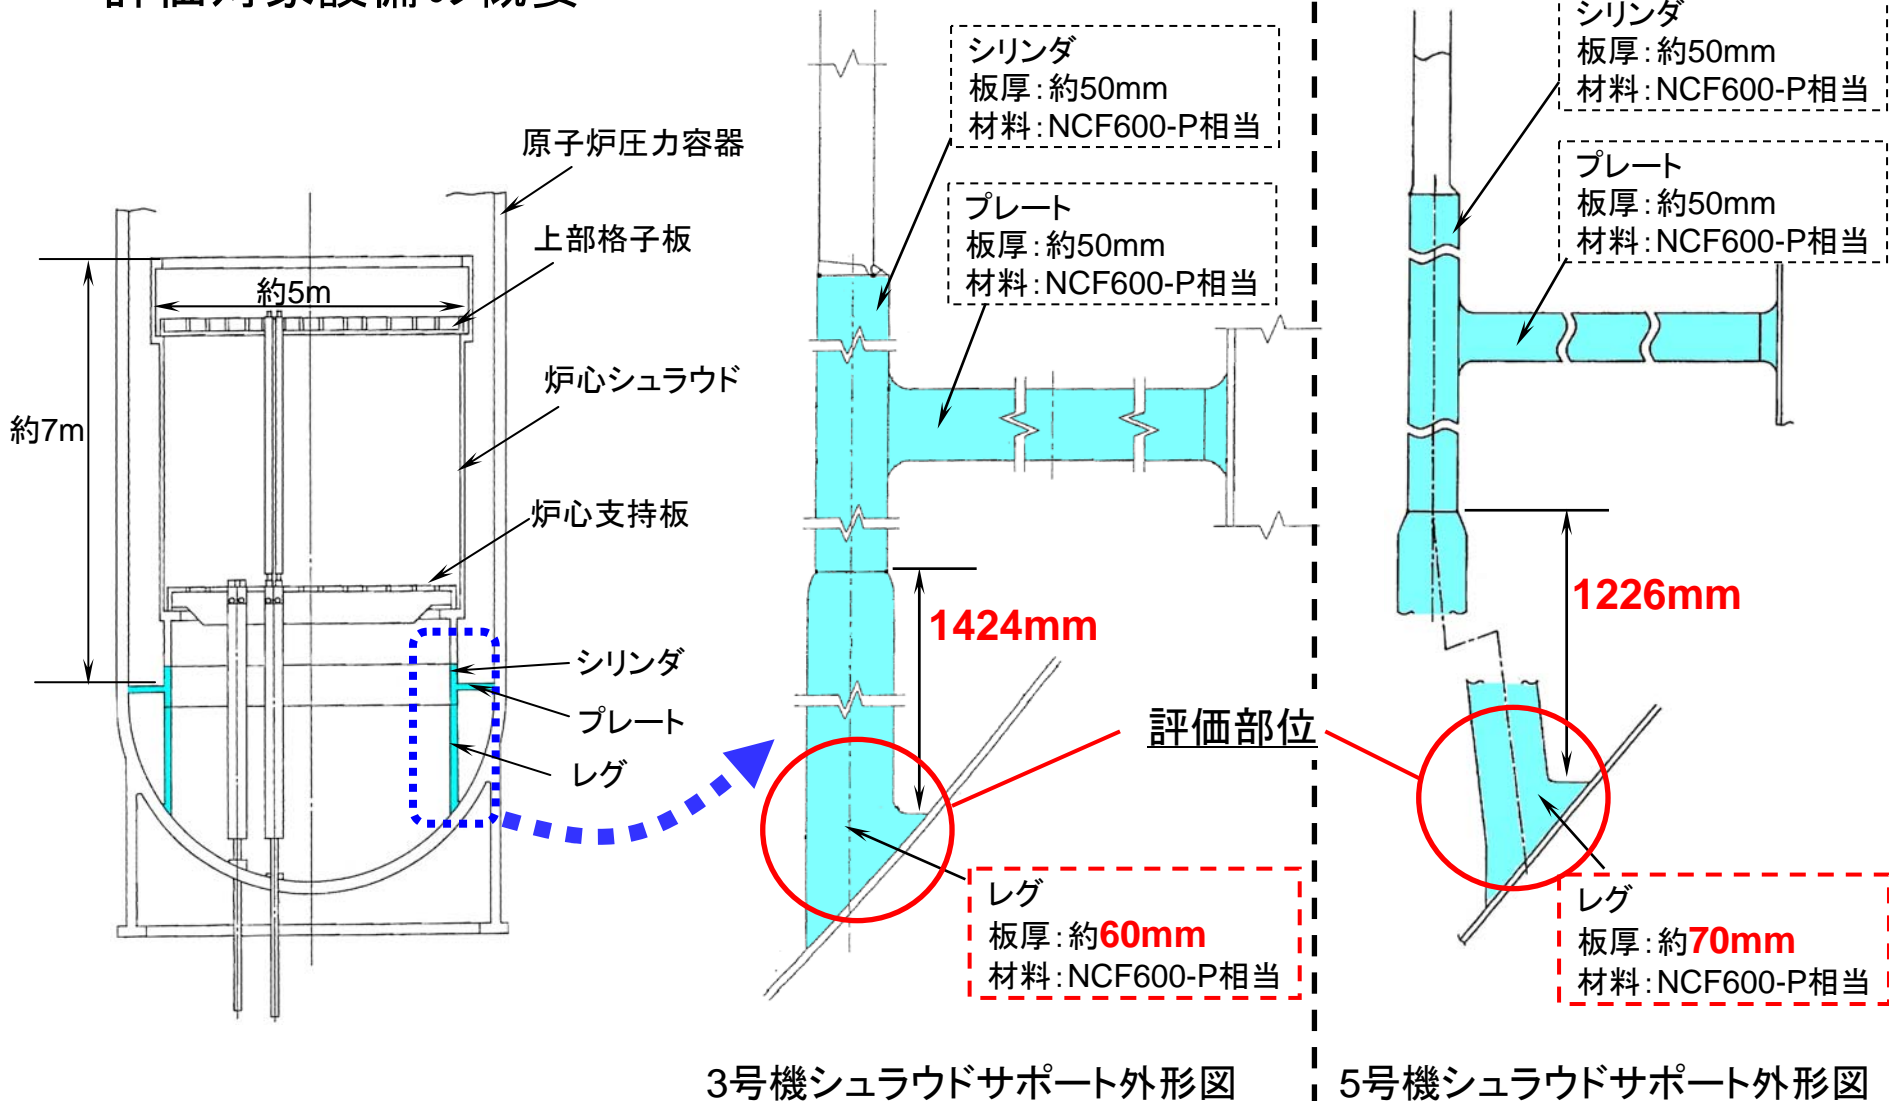 評価対象設備の概要
原子炉圧力容器
上部格子板
約5m
炉心シュラウド
約7m
炉心支持板
シリンダ
プレート
レグ
シリンダ
板厚:約50mm
材料:NCF600-P相当
プレート
板厚:約50mm
材料:NCF600-P相当
1424mm
評価部位
レグ
板厚:約60mm
材料:NCF600-P相当
3号機シュラウドサポート外形図
シリンダ
板厚:約50mm
材料:NCF600-P相当
プレート
板厚:約50mm
材料:NCF600-P相当
1226mm
レグ
板厚:約70mm
材料:NCF600-P相当
5号機シュラウドサポート外形図